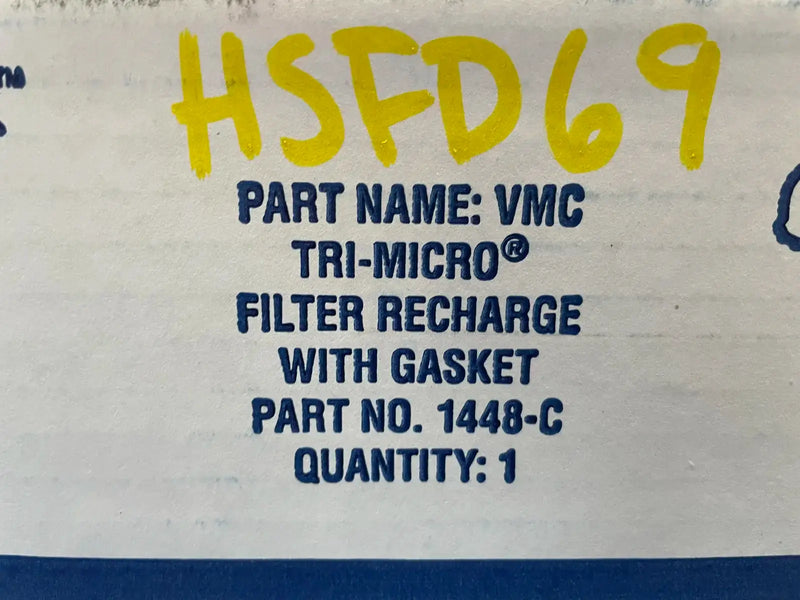 HSFD69
PART NAME: VMC
TRI-MICRO®
FILTER RECHARGE
WITH GASKET
PART NO. 1448-C
QUANTITY: 1